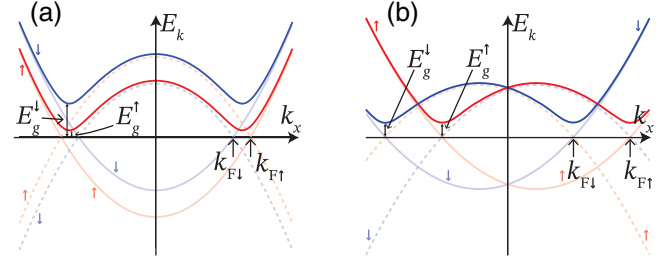 (a)
E_k
↓
↑
E_g^↓
E_g^↑
k_x
k_F↓
k_F↑
↓
↑
↑
↓
(b)
↑
E_k
↓
E_g^↓
E_g^↑
k_x
k_F↓
k_F↑
↓
↑
↓
↑